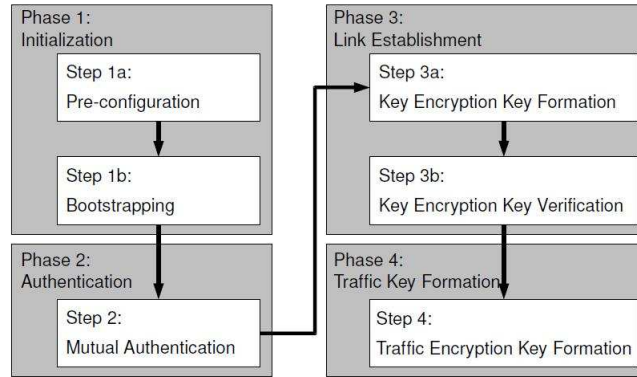 Phase 1:
Initialization
Step 1a:
Pre-configuration
Step 1b:
Bootstrapping
Phase 2:
Authentication
Step 2:
Mutual Authentication
Phase 3:
Link Establishment
Step 3a:
Key Encryption Key Formation
Step 3b:
Key Encryption Key Verification
Phase 4:
Traffic Key Formation
Step 4:
Traffic Encryption Key Formation